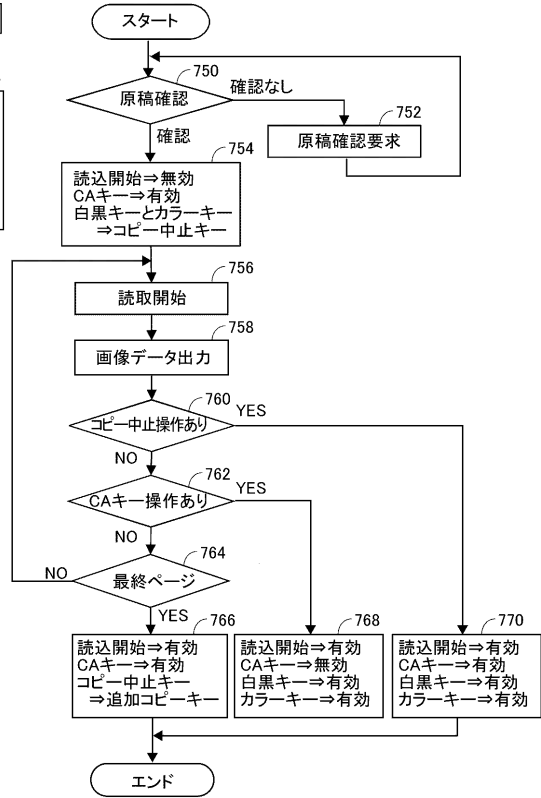 スタート
750
原稿確認
確認なし
752
原稿確認要求
確認
754
読込開始⇒無効
CAキー⇒有効
白黒キーとカラーキー
⇒コピー中止キー
756
読取開始
758
画像データ出力
760
コピー中止操作あり
YES
NO
762
CAキー操作あり
YES
NO
764
最終ページ
NO
YES
766
読込開始⇒有効
CAキー⇒有効
コピー中止キー
⇒追加コピーキー
768
読込開始⇒有効
CAキー⇒無効
白黒キー⇒有効
カラーキー⇒有効
770
読込開始⇒有効
CAキー⇒有効
白黒キー⇒有効
カラーキー⇒有効
エンド